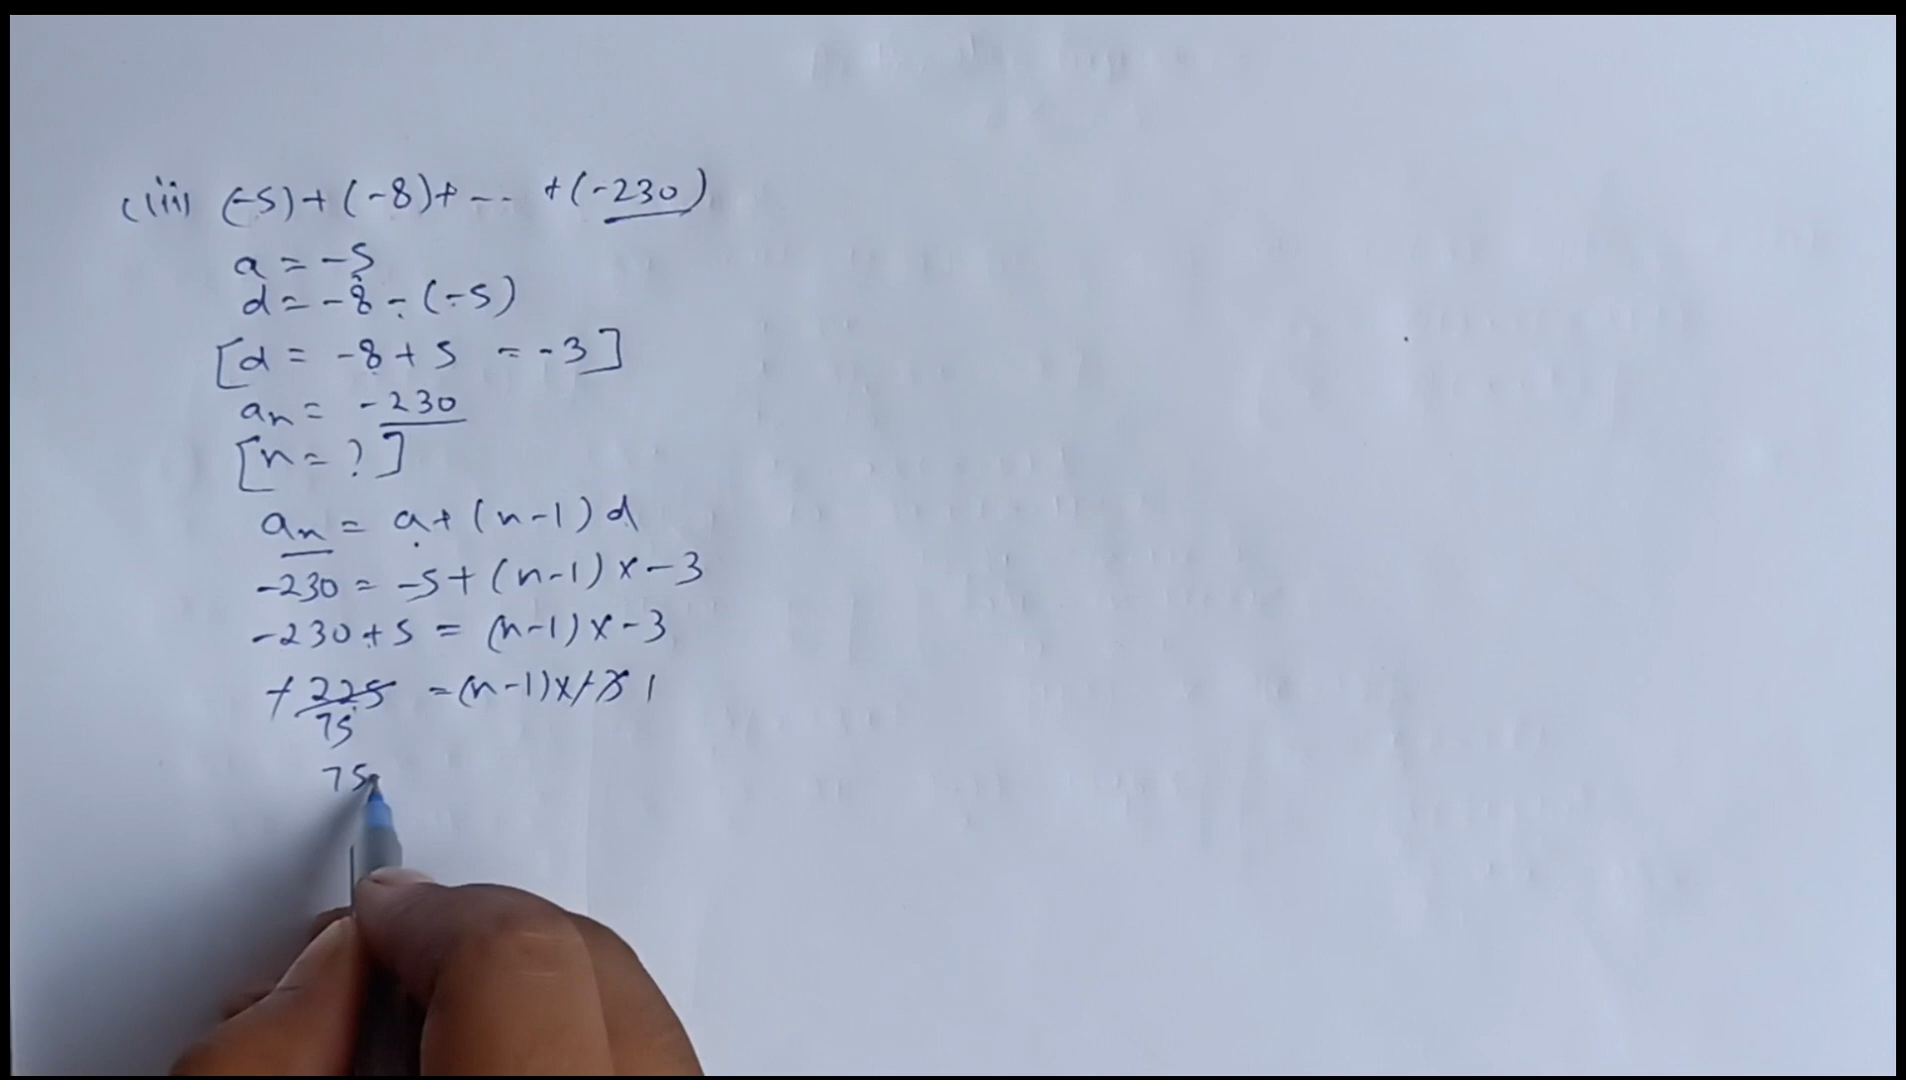 (iii) (-5)+(-8)+ -- .. +(-230)
a = -5
d = -8 - (-5)
[d = -8 + 5 = -3]
an = -230
[n = ?]
an = a + (n-1) d
-230 = -5 + (n-1) x -3
-230 + 5 = (n-1) x -3
-225 = (n-1) x -3 1
75
75